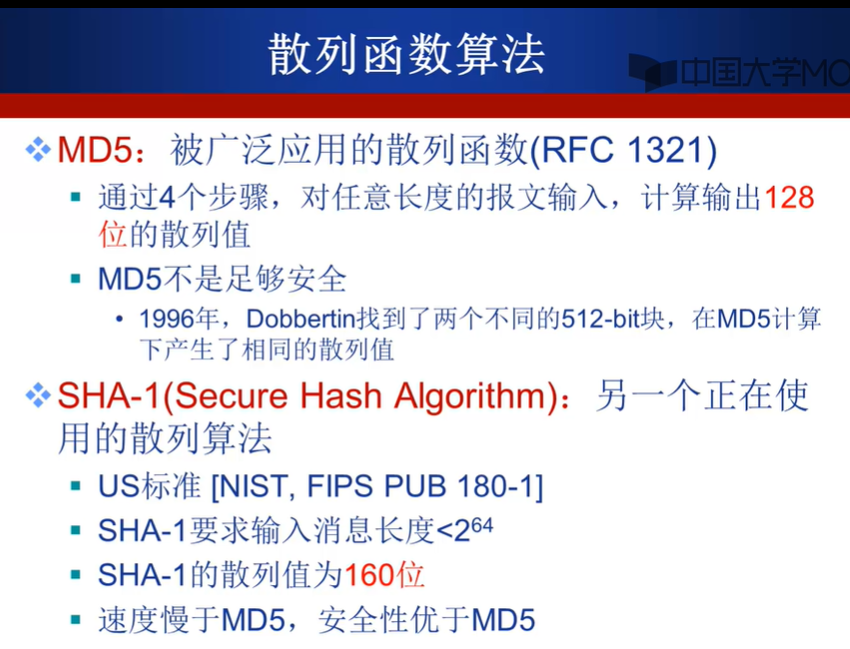 散列函数算法
中国大学MO
MD5：被广泛应用的散列函数(RFC 1321)
通过4个步骤，对任意长度的报文输入，计算输出128
位的散列值
MD5不是足够安全
1996年，Dobbertin找到了两个不同的512-bit块，在MD5计算
下产生了相同的散列值
SHA-1(Secure Hash Algorithm)：另一个正在使
用的散列算法
US标准 [NIST, FIPS PUB 180-1]
SHA-1要求输入消息长度<2⁶⁴
SHA-1的散列值为160位
速度慢于MD5，安全性优于MD5